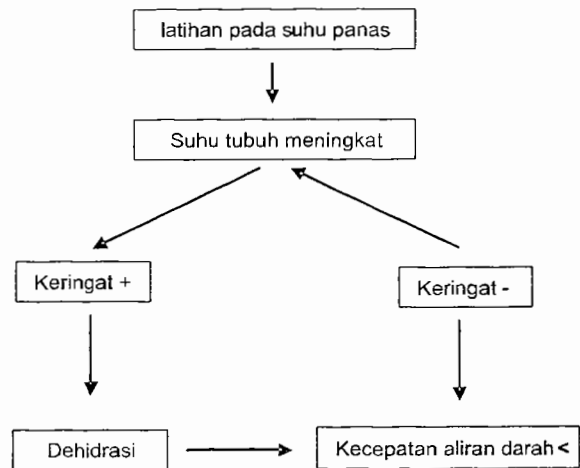 latihan pada suhu panas
Suhu tubuh meningkat
Keringat +
Keringat -
Dehidrasi
Kecepatan aliran darah <